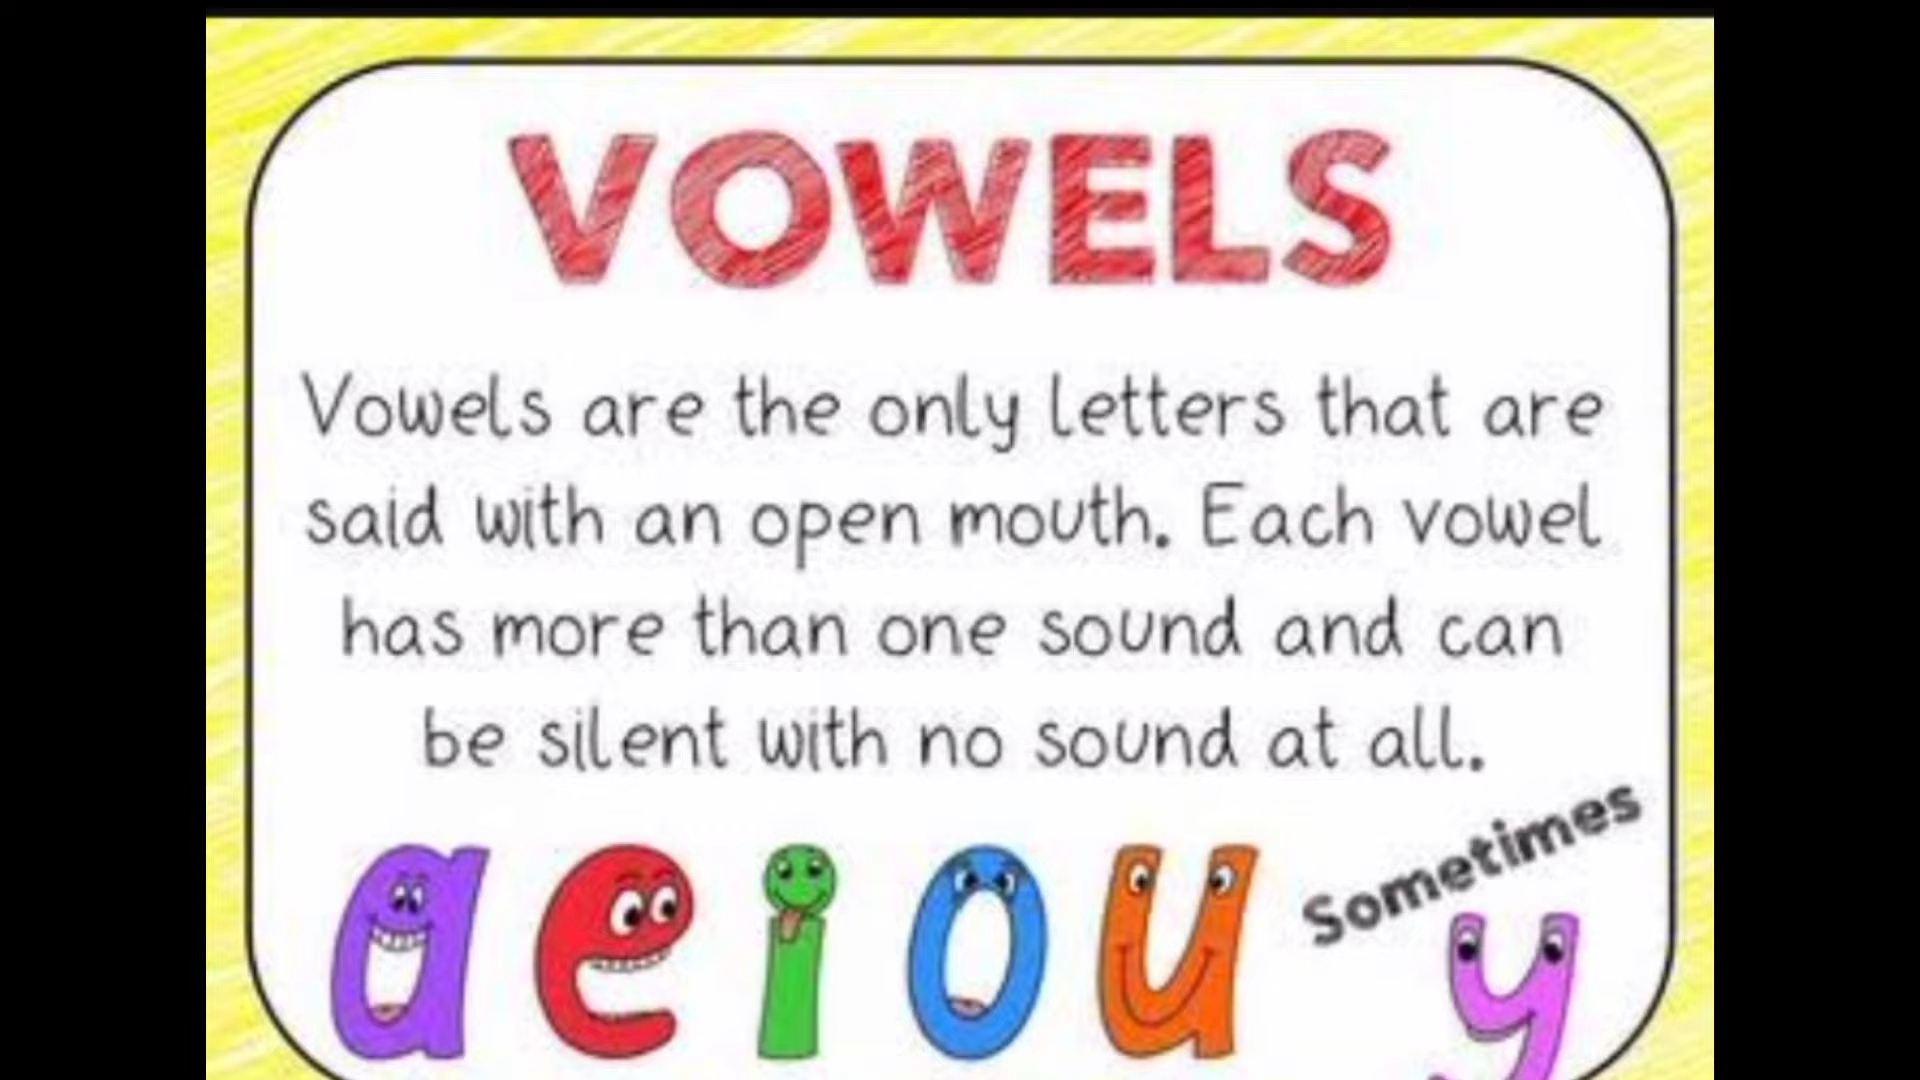 VOWELS
Vowels are the only letters that are
said with an open mouth. Each vowel
has more than one sound and can
be silent with no sound at all.
Sometimes
a e i o u y